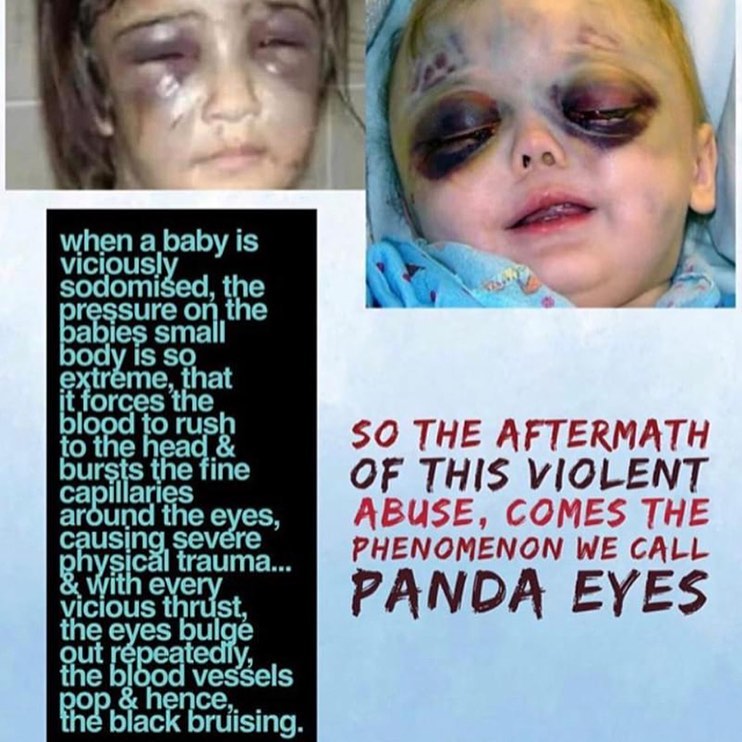 when a baby is
viciously
sodomised, the
pressure on the
babies small
body is so
extreme, that
it forces the
blood to rush
to the head &
bursts the fine
capillaries
around the eyes,
causing severe
physical trauma...
& with every
vicious thrust,
the eyes bulge
out repeatedly,
the blood vessels
pop & hence,
the black bruising.
SO THE AFTERMATH
OF THIS VIOLENT
ABUSE, COMES THE
PHENOMENON WE CALL
PANDA EYES